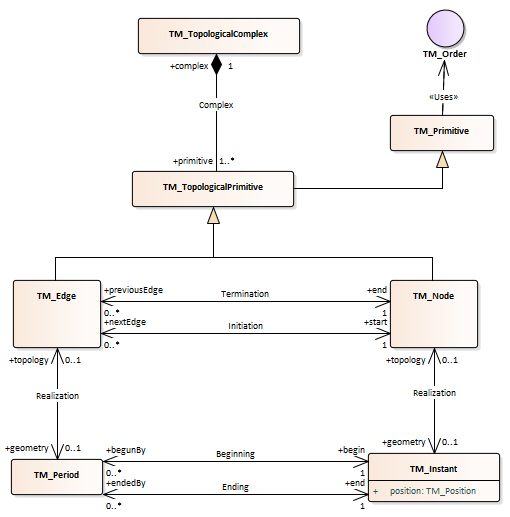 TM_TopologicalComplex
TM_Order
+complex 1
«Uses»
Complex
TM_Primitive
+primitive 1..*
TM_TopologicalPrimitive
TM_Edge
+previousEdge
Termination
+end
TM_Node
0..*
1
+nextEdge
Initiation
+start
0..*
1
+topology 0..1
+topology 0..1
Realization
Realization
+geometry 0..1
+geometry 0..1
TM_Period
+begunBy
Beginning
+begin
TM_Instant
0..*
1
+endedBy
Ending
+end
+ position: TM_Position
0..*
1